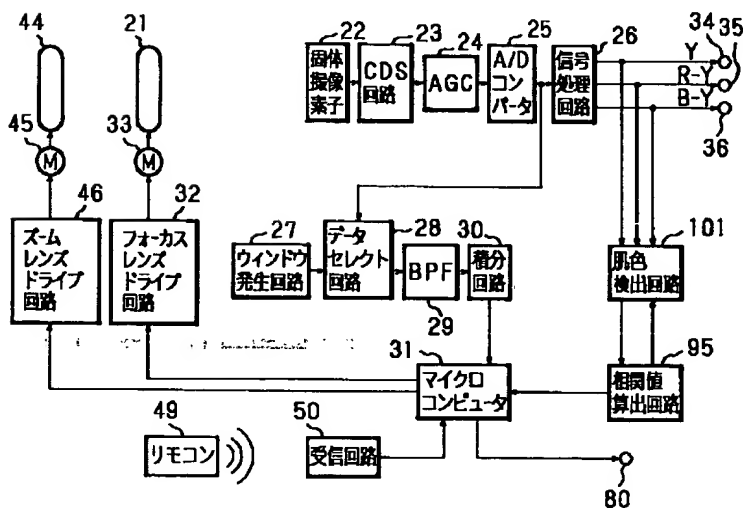 44
21
22
23
24
25
26
34
35
固体
撮像
素子
CDS
回路
AGC
A/D
コン
バータ
信号
処理
回路
Y
R-Y
B-Y
36
45
M
33
M
46
32
ズーム
レンズ
ドライブ
回路
フォーカス
レンズ
ドライブ
回路
27
ウィンドウ
発生回路
データ
セレクト
回路
28
BPF
29
30
積分
回路
101
肌色
検出回路
31
マイクロ
コンピュータ
95
相関値
算出回路
49
リモコン
50
受信回路
80